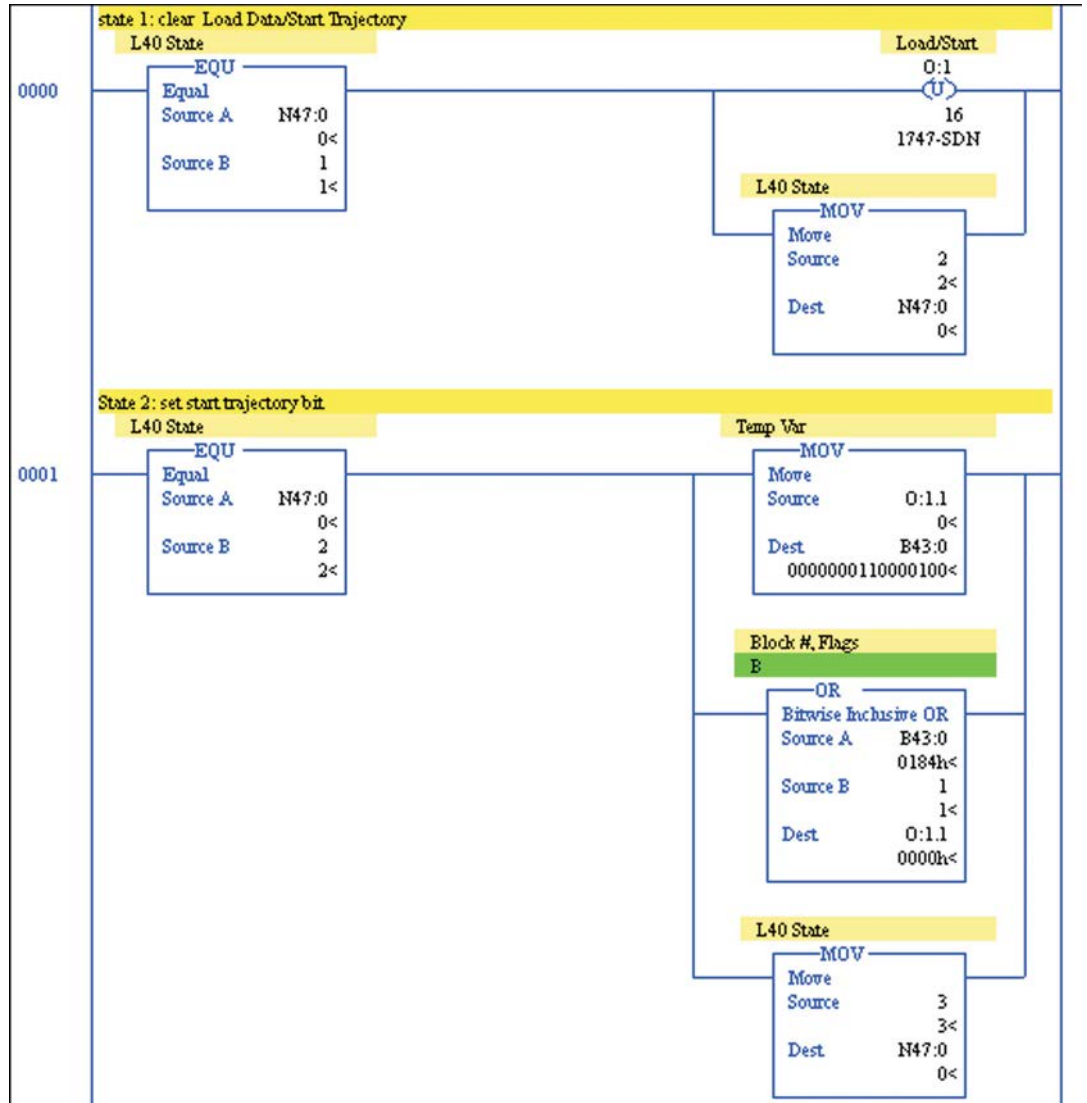 state 1: clear Load Data/Start Trajectory
L40 State
Load/Start
0000
EQU
Equal
Source A N47:0
0<
Source B 1
1<
O:1
(U)
16
1747-SDN
L40 State
MOV
Move
Source 2
2<
Dest N47:0
0<
State 2: set start trajectory bit
L40 State
Temp Var
0001
EQU
Equal
Source A N47:0
0<
Source B 2
2<
MOV
Move
Source O:1.1
0<
Dest B43:0
0000000110000100<
Block #, Flags
B
OR
Bitwise Inclusive OR
Source A B43:0
0184h<
Source B 1
1<
Dest O:1.1
0000h<
L40 State
MOV
Move
Source 3
3<
Dest N47:0
0<